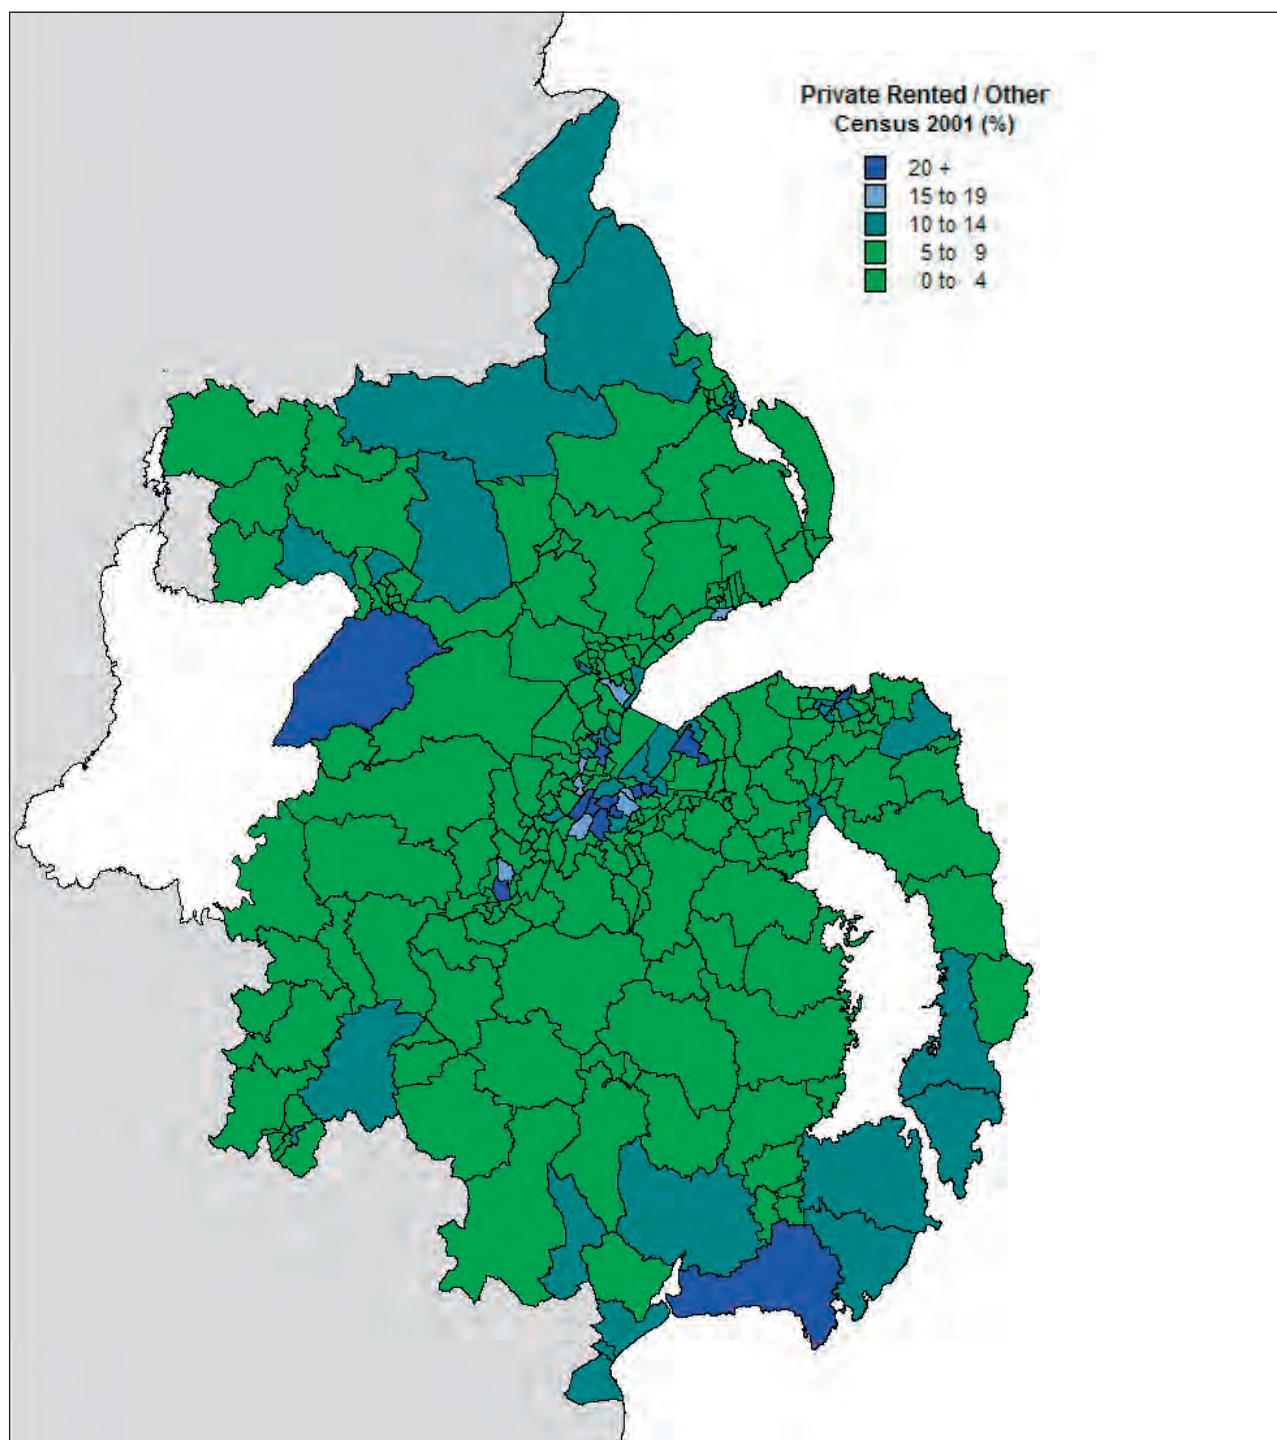 Private Rented / Other
Census 2001 (%)
20 +
15 to 19
10 to 14
5 to 9
0 to 4